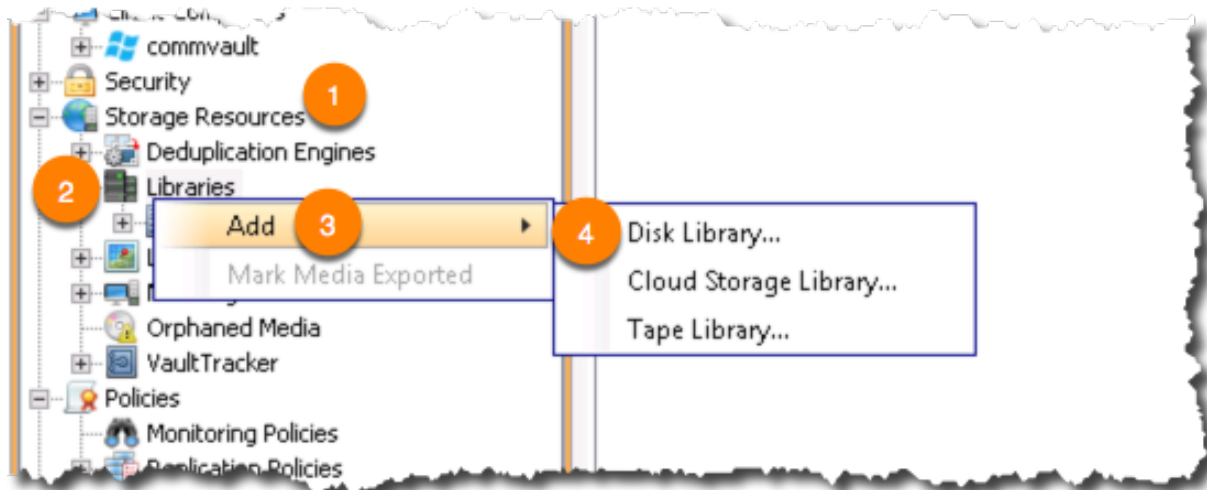 commvault
Security
1
Storage Resources
Deduplication Engines
2
Libraries
Add
3
4
Disk Library...
Mark Media Exported
Cloud Storage Library...
Orphaned Media
Tape Library...
VaultTracker
Policies
Monitoring Policies
Replication Policies